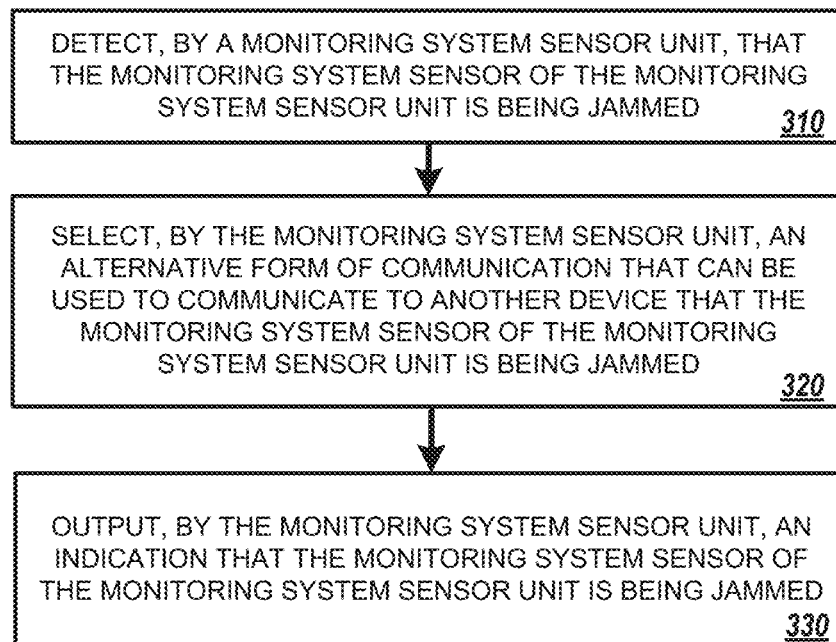 DETECT, BY A MONITORING SYSTEM SENSOR UNIT, THAT
THE MONITORING SYSTEM SENSOR OF THE MONITORING
SYSTEM SENSOR UNIT IS BEING JAMMED
310
SELECT, BY THE MONITORING SYSTEM SENSOR UNIT, AN
ALTERNATIVE FORM OF COMMUNICATION THAT CAN BE
USED TO COMMUNICATE TO ANOTHER DEVICE THAT THE
MONITORING SYSTEM SENSOR OF THE MONITORING
SYSTEM SENSOR UNIT IS BEING JAMMED
320
OUTPUT, BY THE MONITORING SYSTEM SENSOR UNIT, AN
INDICATION THAT THE MONITORING SYSTEM SENSOR OF
THE MONITORING SYSTEM SENSOR UNIT IS BEING JAMMED
330